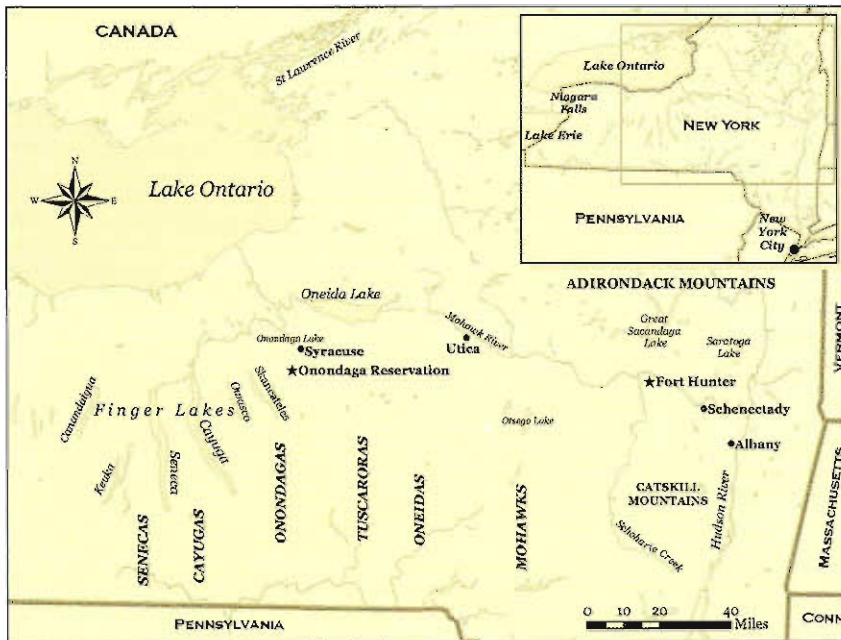 CANADA
St Lawrence River
Lake Ontario
Niagara
Falls
Lake Erie
NEW YORK
PENNSYLVANIA
New
York
City
N
W
E
S
Lake Ontario
ADIRONDACK MOUNTAINS
Oneida Lake
Mohawk River
Great
Sacandaga
Lake
Saratoga
Lake
VERMONT
Onondaga Lake
Syracuse
Utica
Onondaga Reservation
Fort Hunter
Canandaigua
Finger Lakes
Owasco
Skaneateles
Schenectady
Otsego Lake
Cayuga
Albany
Keuka
Seneca
CATSKILL
MOUNTAINS
Hudson River
MASSACHUSETTS
SENECAS
CAYUGAS
ONONDAGAS
TUSCARORAS
ONEIDAS
MOHAWKS
Schoharie Creek
PENNSYLVANIA
0 10 20 40
Miles
CONN